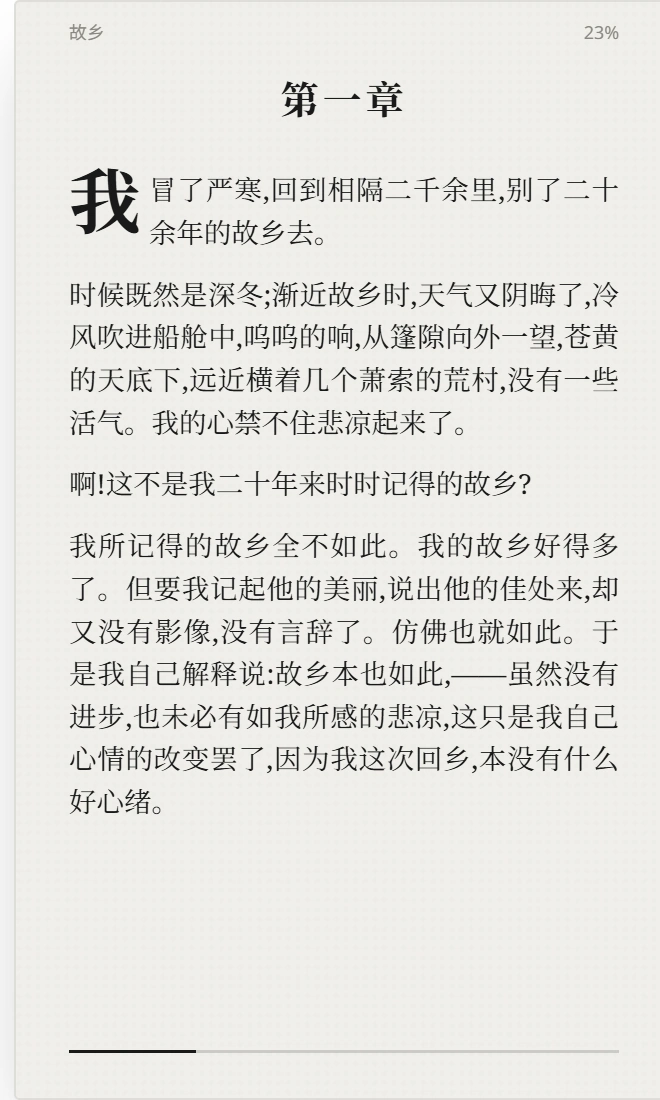 故乡
23%
第一章
我冒了严寒,回到相隔二千余里,别了二十
余年的故乡去。
时候既然是深冬;渐近故乡时,天气又阴晦了,冷
风吹进船舱中,呜呜的响,从篷隙向外一望,苍黄
的天底下,远近横着几个萧索的荒村,没有一些
活气。我的心禁不住悲凉起来了。
啊!这不是我二十年来时时记得的故乡?
我所记得的故乡全不如此。我的故乡好得多
了。但要我记起他的美丽,说出他的佳处来,却
又没有影像,没有言辞了。仿佛也就如此。于
是我自己解释说:故乡本也如此,——虽然没有
进步,也未必有如我所感的悲凉,这只是我自己
心情的改变罢了,因为我这次回乡,本没有什么
好心绪。